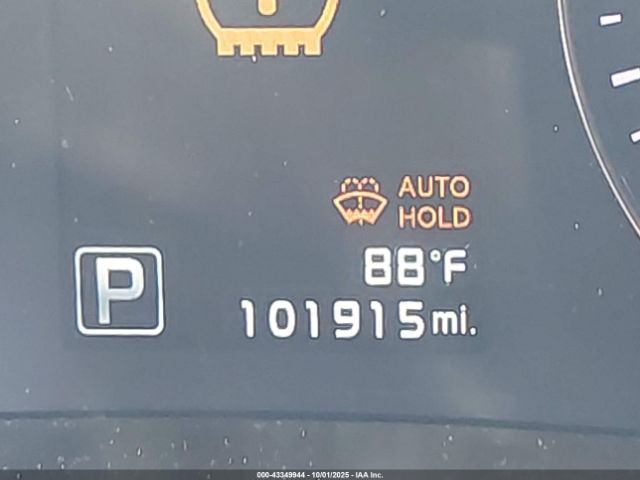 AUTO
HOLD
88°F
P
101915mi.
000-43349944 - 10/01/2025 - IAA Inc.